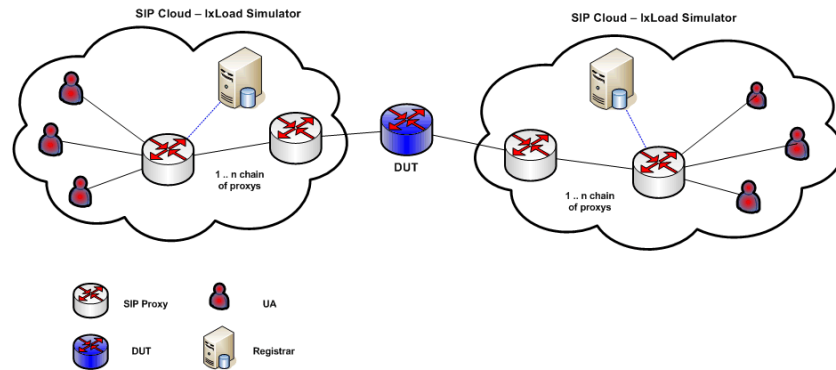 SIP Cloud – IxLoad Simulator
SIP Cloud – IxLoad Simulator
DUT
1 .. n chain
of proxys
1 .. n chain
of proxys
SIP Proxy
UA
DUT
Registrar